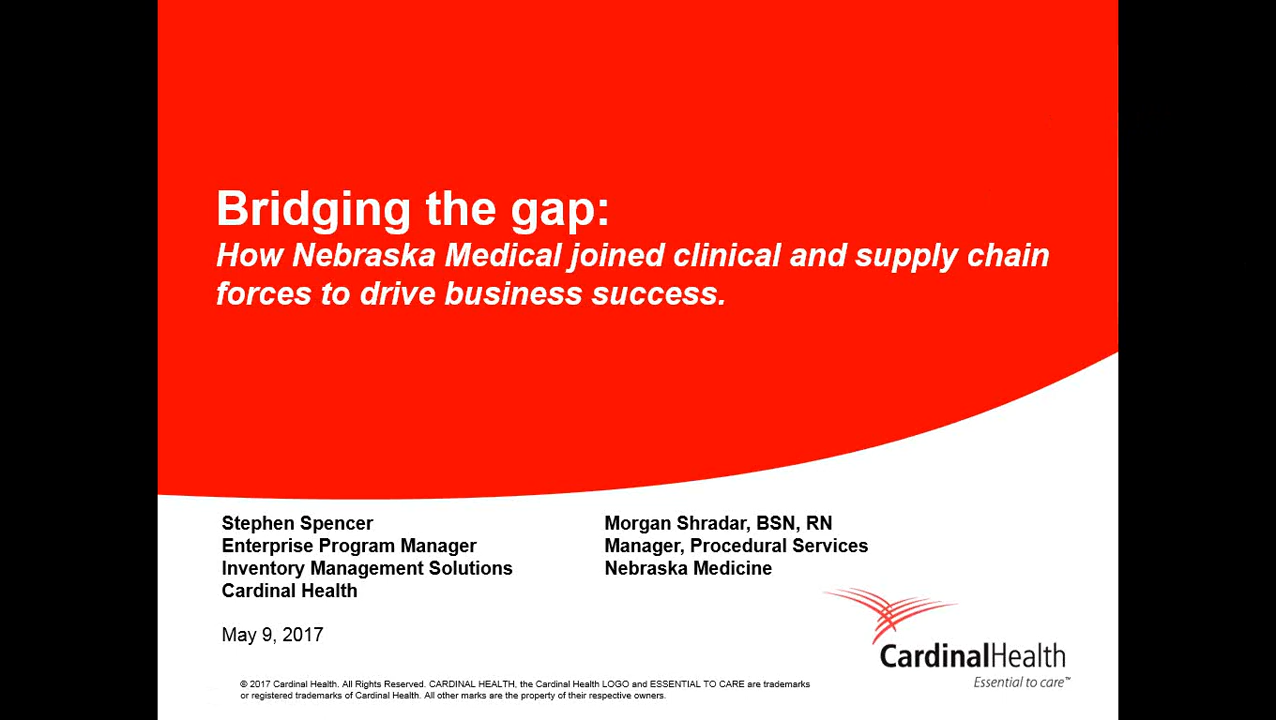 Bridging the gap:
How Nebraska Medical joined clinical and supply chain
forces to drive business success.
Stephen Spencer
Enterprise Program Manager
Inventory Management Solutions
Cardinal Health
May 9, 2017
Morgan Shradar, BSN, RN
Manager, Procedural Services
Nebraska Medicine
CardinalHealth
Essential to care™
© 2017 Cardinal Health. All Rights Reserved. CARDINAL HEALTH, the Cardinal Health LOGO and ESSENTIAL TO CARE are trademarks
or registered trademarks of Cardinal Health. All other marks are the property of their respective owners.